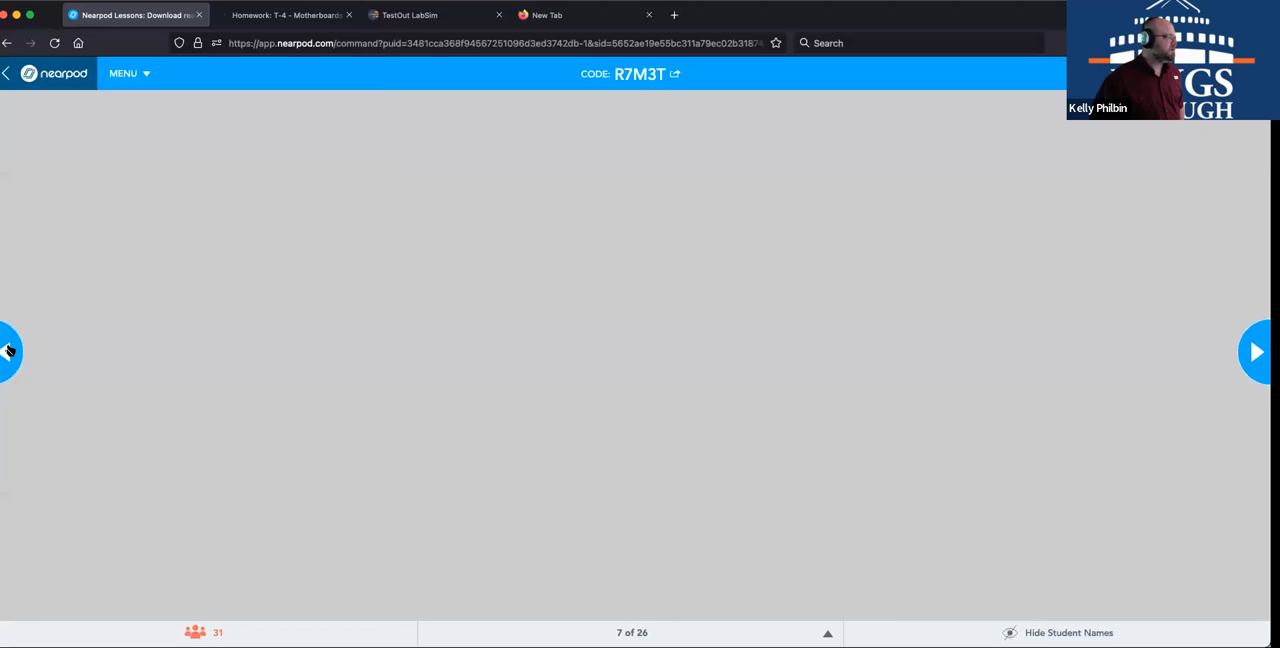 Nearpod Lessons: Download re
Homework: T-4 - Motherboards
TestOut LabSim
New Tab
https://app.nearpod.com/command?puid=3481cca368f94567251096d3ed3742db-1&sid=5652ae19e55bc311a79ec02b3187
Search
nearpod
MENU
CODE: R7M3T
GS
UGH
Kelly Philbin
31
7 of 26
Hide Student Names